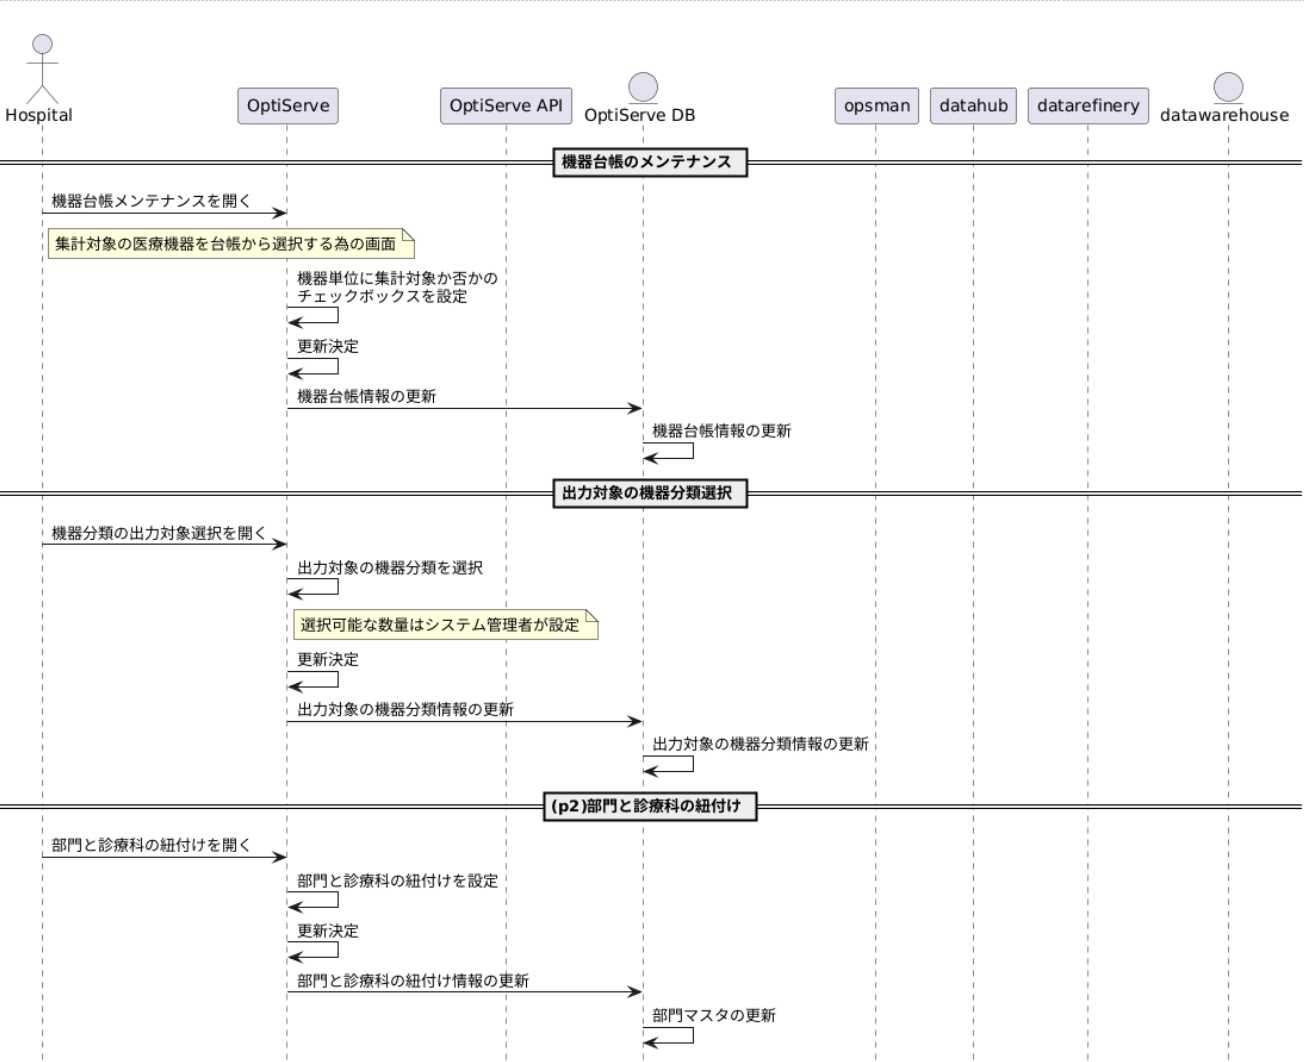 Hospital
OptiServe
OptiServe API
OptiServe DB
opsman
datahub
datarefinery
datawarehouse
機器台帳のメンテナンス
機器台帳メンテナンスを開く
集計対象の医療機器を台帳から選択する為の画面
機器単位に集計対象か否かの
チェックボックスを設定
更新決定
機器台帳情報の更新
機器台帳情報の更新
出力対象の機器分類選択
機器分類の出力対象選択を開く
出力対象の機器分類を選択
選択可能な数量はシステム管理者が設定
更新決定
出力対象の機器分類情報の更新
出力対象の機器分類情報の更新
(p2)部門と診療科の紐付け
部門と診療科の紐付けを開く
部門と診療科の紐付けを設定
更新決定
部門と診療科の紐付け情報の更新
部門マスタの更新